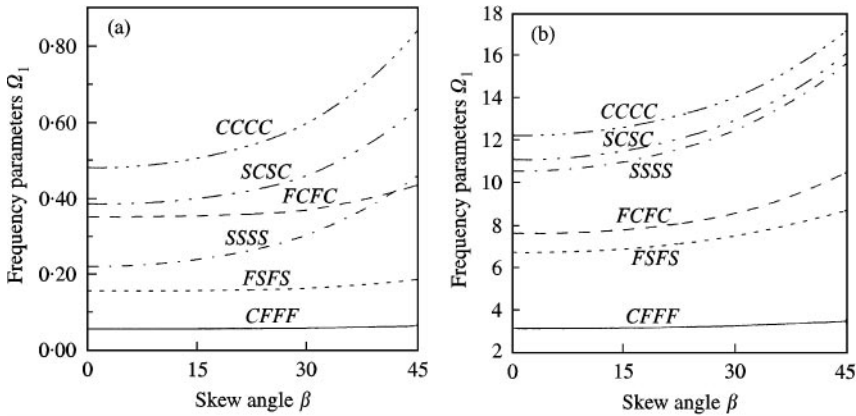 (a)
Frequency parameters Ω₁
0·80
0·60
0·40
0·20
0·00
CCCC
SCSC
FCFC
SSSS
FSFS
CFFF
0 15 30 45
Skew angle β
(b)
Frequency parameters Ω₁
18
16
14
12
10
8
6
4
2
CCCC
SCSC
SSSS
FCFC
FSFS
CFFF
0 15 30 45
Skew angle β